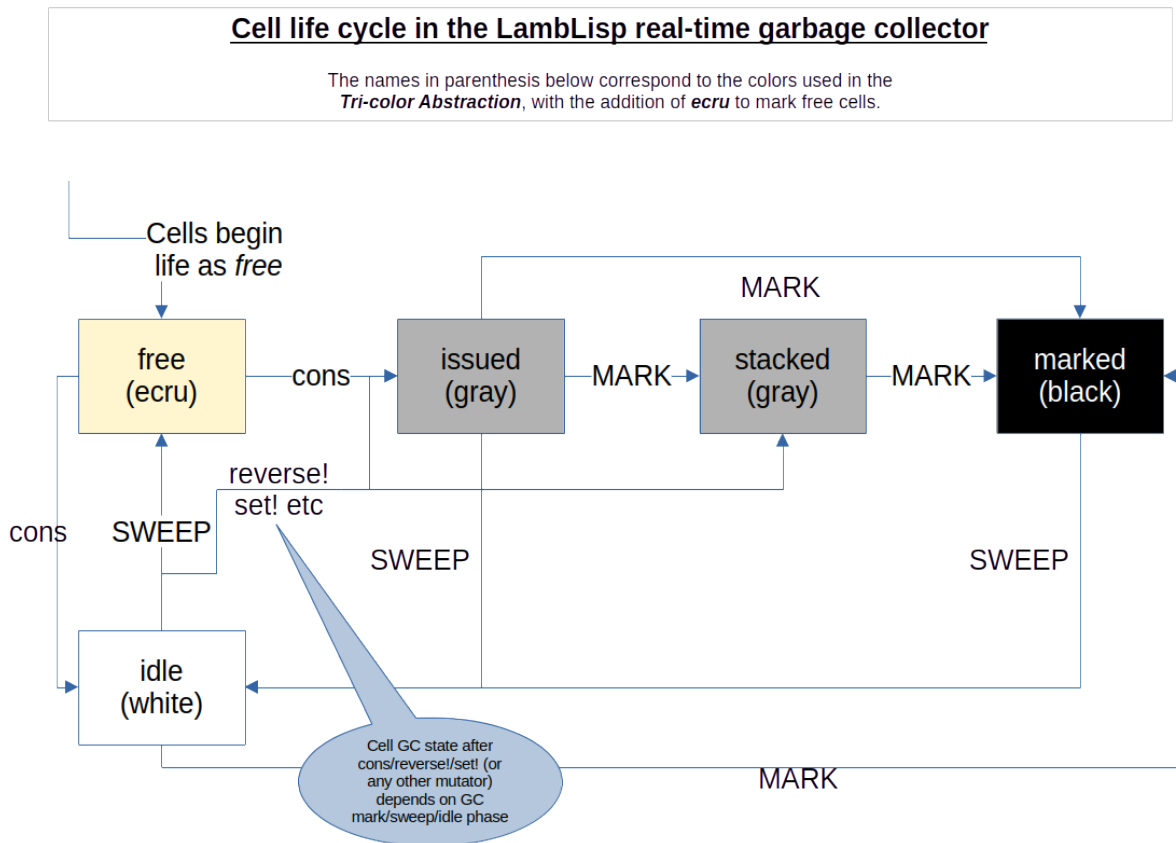 Cell life cycle in the LambLIsp real-time garbage collector
The names in parenthesis below correspond to the colors used in the
Tri-color Abstraction, with the addition of ecru to mark free cells.
Cells begin
life as free
MARK
free
(ecru)
cons
issued
(gray)
MARK
stacked
(gray)
MARK
marked
(black)
reverse!
set! etc
cons
SWEEP
SWEEP
SWEEP
idle
(white)
Cell GC state after
cons/reverse!/set! (or
any other mutator)
depends on GC
mark/sweep/idle phase
MARK